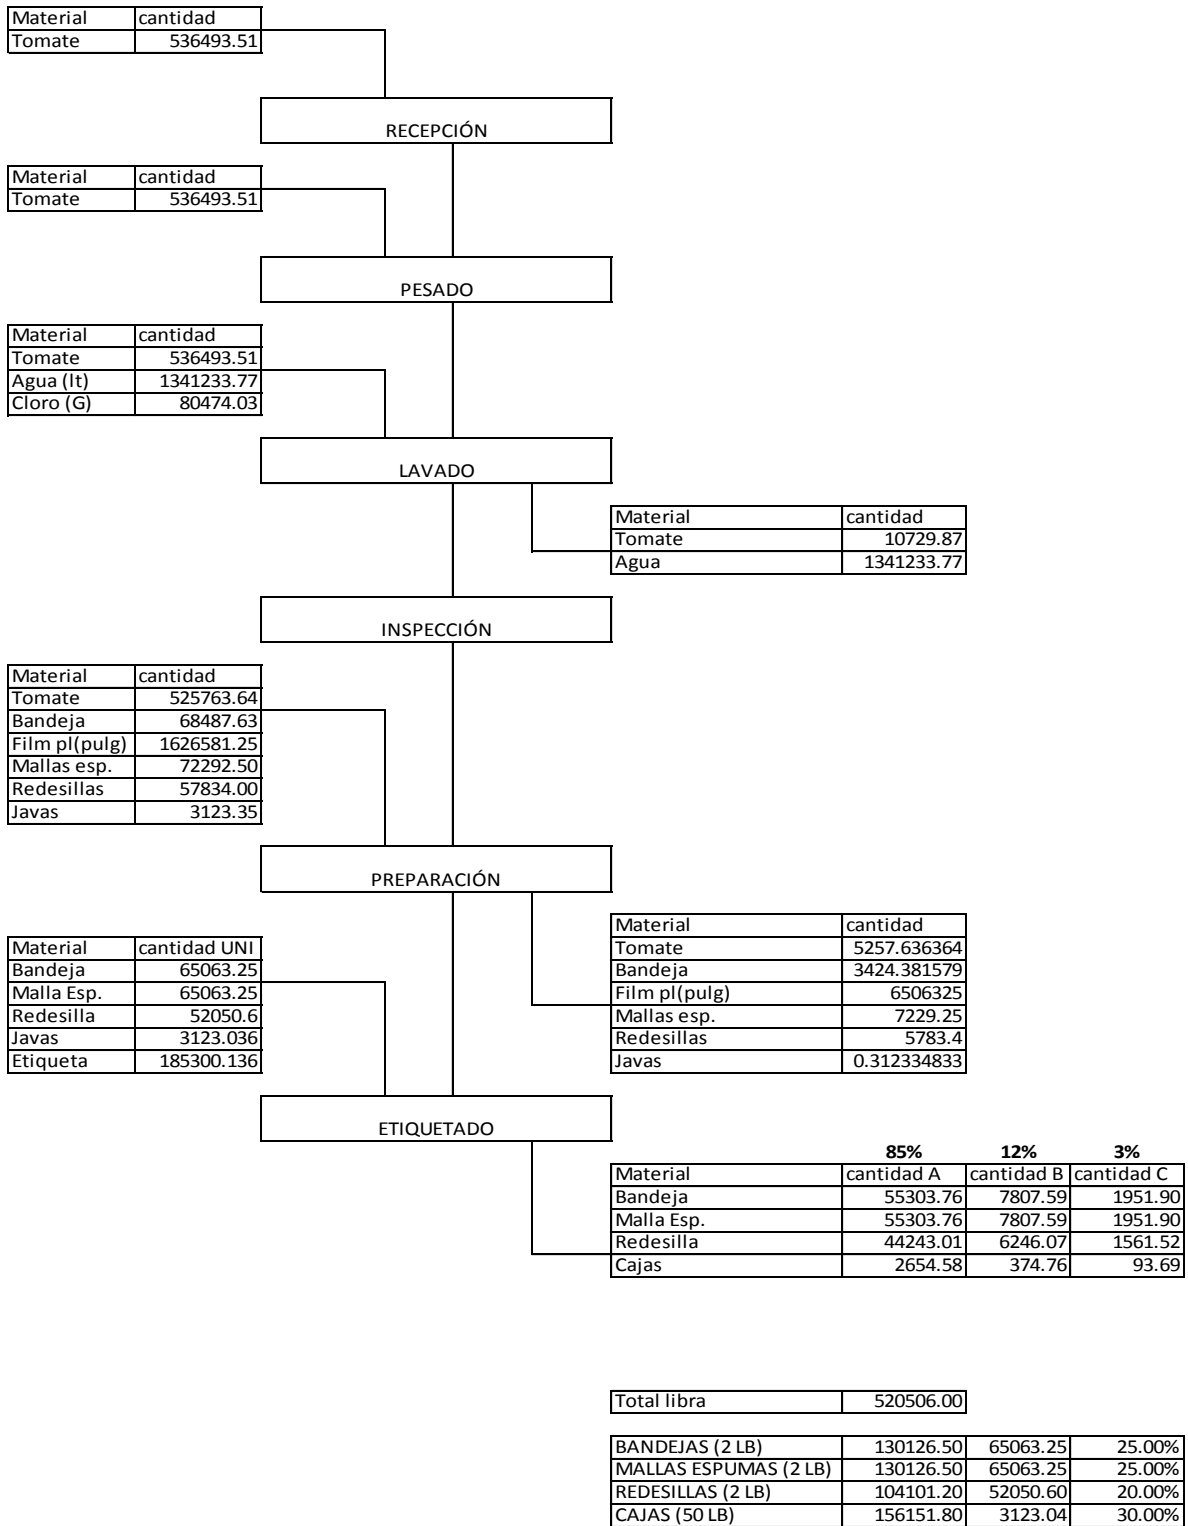 Material cantidad
Tomate 536493.51
RECEPCIÓN
Material cantidad
Tomate 536493.51
PESADO
Material cantidad
Tomate 536493.51
Agua (lt) 1341233.77
Cloro (G) 80474.03
LAVADO
Material cantidad
Tomate 10729.87
Agua 1341233.77
INSPECCIÓN
Material cantidad
Tomate 525763.64
Bandeja 68487.63
Film pl(pulg) 1626581.25
Mallas esp. 72292.50
Redesillas 57834.00
Javas 3123.35
PREPARACIÓN
Material cantidad
Tomate 5257.636364
Bandeja 3424.381579
Film pl(pulg) 6506325
Mallas esp. 7229.25
Redesillas 5783.4
Javas 0.312334833
Material cantidad UNI
Bandeja 65063.25
Malla Esp. 65063.25
Redesilla 52050.6
Javas 3123.036
Etiqueta 185300.136
ETIQUETADO
85% 12% 3%
Material cantidad A cantidad B cantidad C
Bandeja 55303.76 7807.59 1951.90
Malla Esp. 55303.76 7807.59 1951.90
Redesilla 44243.01 6246.07 1561.52
Cajas 2654.58 374.76 93.69
Total libra 520506.00
BANDEJAS (2 LB) 130126.50 65063.25 25.00%
MALLAS ESPUMAS (2 LB) 130126.50 65063.25 25.00%
REDESILLAS (2 LB) 104101.20 52050.60 20.00%
CAJAS (50 LB) 156151.80 3123.04 30.00%